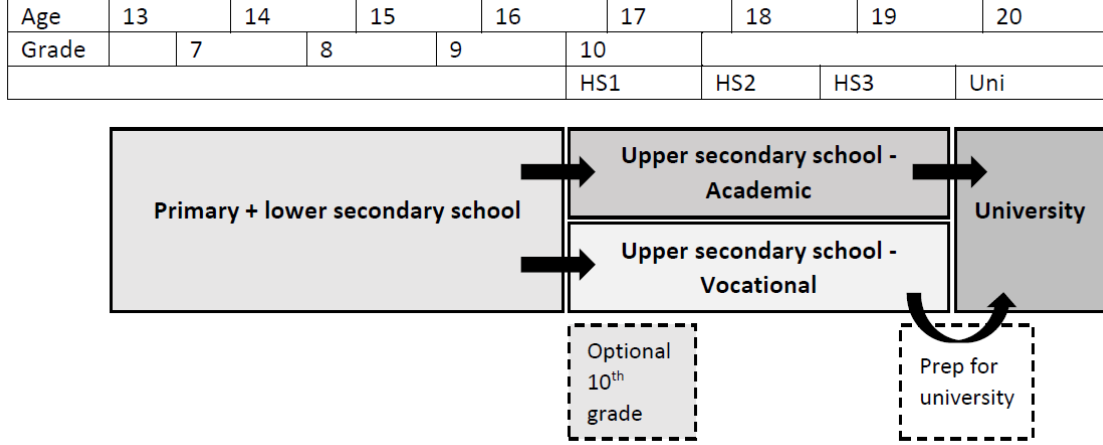 Age 13 14 15 16 17 18 19 20
Grade 7 8 9 10
HS1 HS2 HS3 Uni
Primary + lower secondary school
Upper secondary school -
Academic
Upper secondary school -
Vocational
University
Optional
10th
grade
Prep for
university